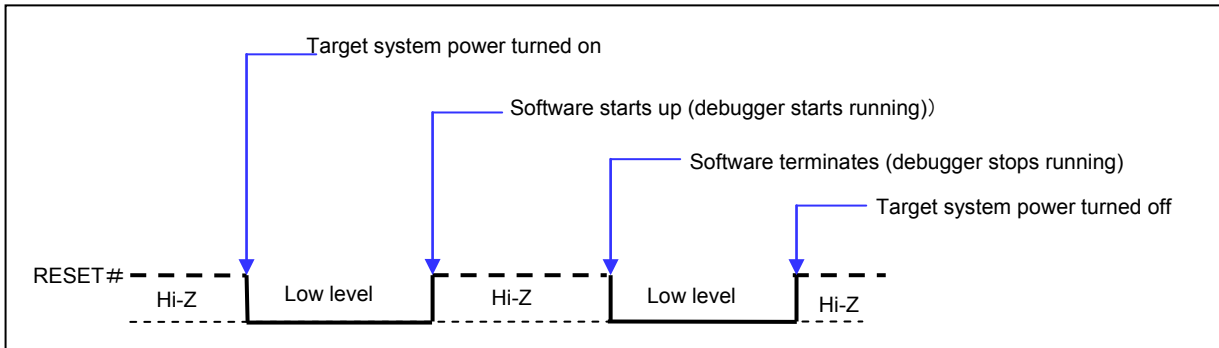 Target system power turned on
Software starts up (debugger starts running)）
Software terminates (debugger stops running)
Target system power turned off
RESET＃
Hi-Z
Low level
Hi-Z
Low level
Hi-Z